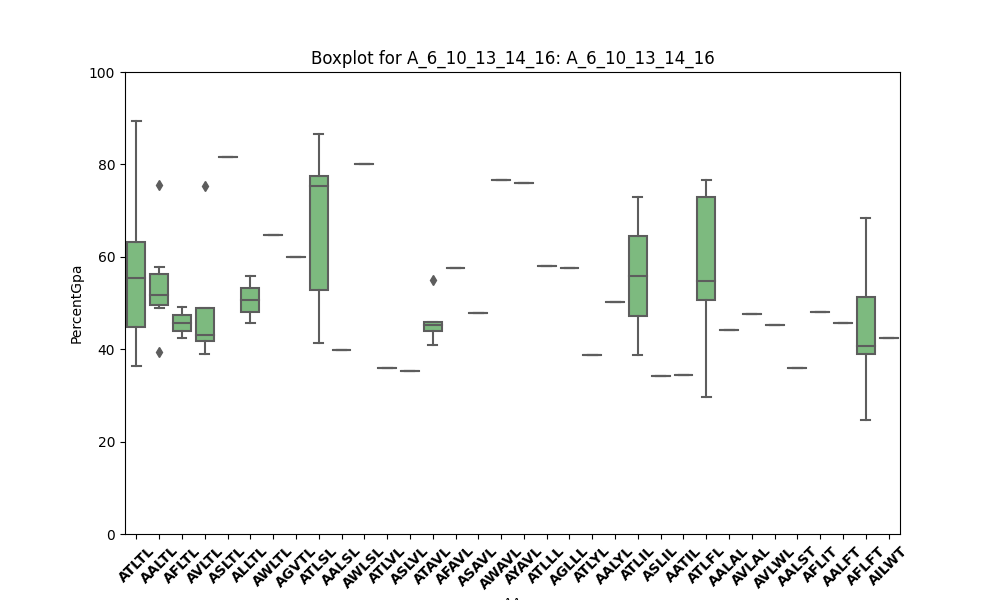 Boxplot for A_6_10_13_14_16: A_6_10_13_14_16
PercentGpa
100
80
60
40
20
0
ATLTL
AALTL
AFLTL
AVLTL
ASLTL
ALLTL
AWLTL
AGVTL
ATLSL
AALSL
AWLSL
ATLVL
ASLVL
ATAVL
AFAVL
ASAVL
AWAVL
AYAVL
ATLLL
AGLLL
ATLYL
AALYL
ATLIL
ASLIL
AATIL
ATLFL
AALAL
AVLAL
AVLWL
AALST
AFLIT
AALFT
AFLFT
AILWT